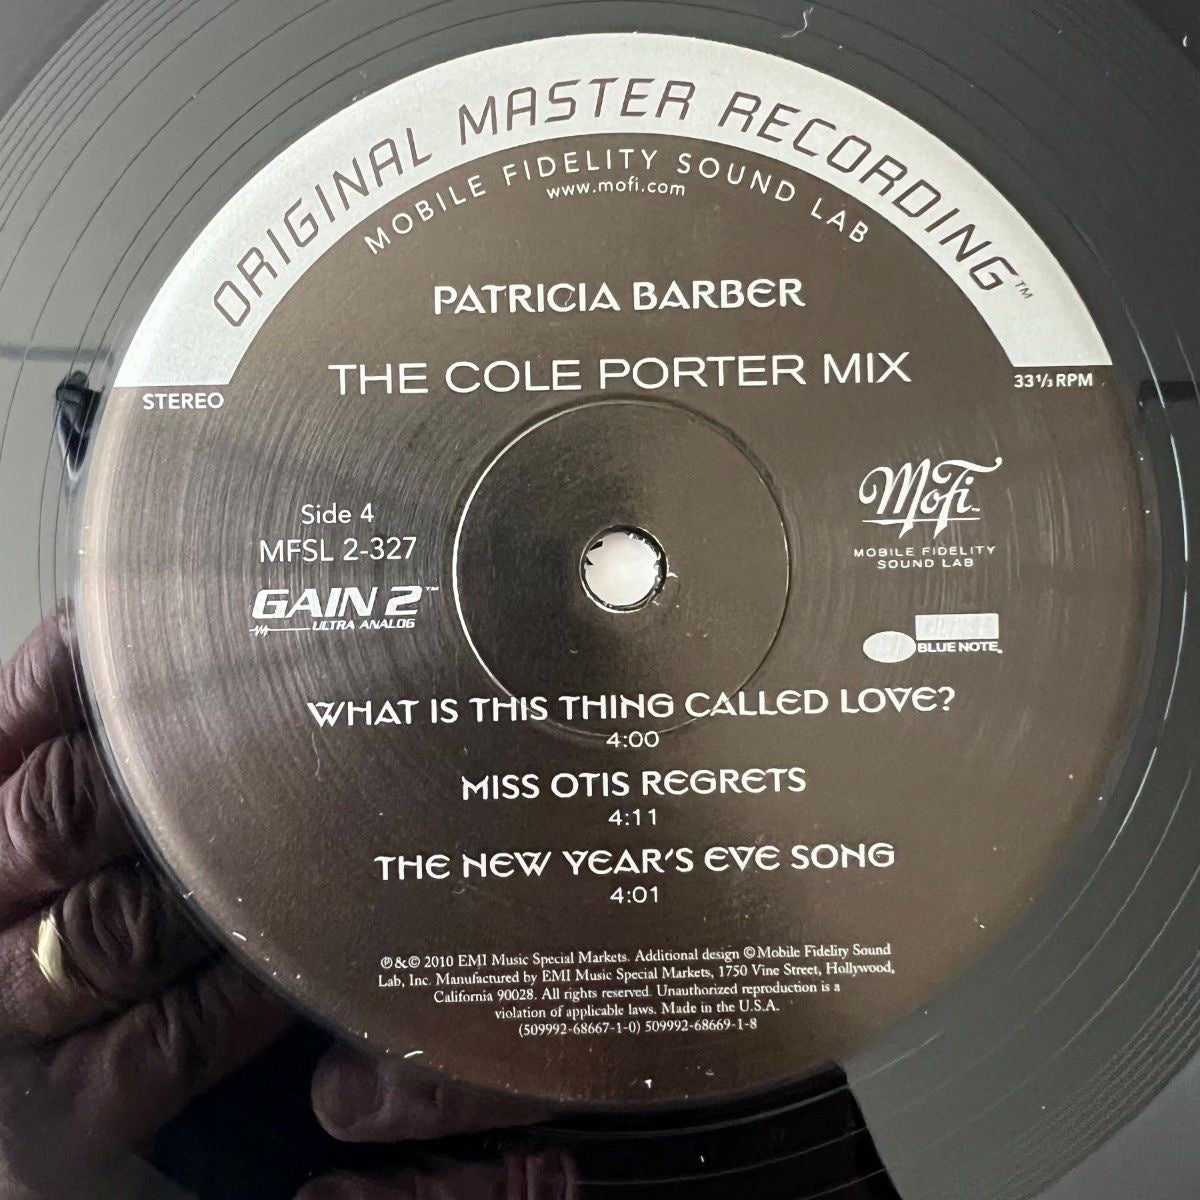 ORIGINAL MASTER RECORDING™
MOBILE FIDELITY SOUND LAB
www.mofi.com
PATRICIA BARBER
THE COLE PORTER MIX
STEREO
33 1/3 RPM
Side 4
MFSL 2-327
GAIN 2™
ULTRA ANALOG
MoFi™
MOBILE FIDELITY
SOUND LAB
BLUE NOTE®
WHAT IS THIS THING CALLED LOVE?
4:00
MISS OTIS REGRETS
4:11
THE NEW YEAR'S EVE SONG
4:01
℗&© 2010 EMI Music Special Markets. Additional design ©Mobile Fidelity Sound
Lab, Inc. Manufactured by EMI Music Special Markets, 1750 Vine Street, Hollywood,
California 90028. All rights reserved. Unauthorized reproduction is a
violation of applicable laws. Made in the U.S.A.
(509992-68667-1-0) 509992-68669-1-8